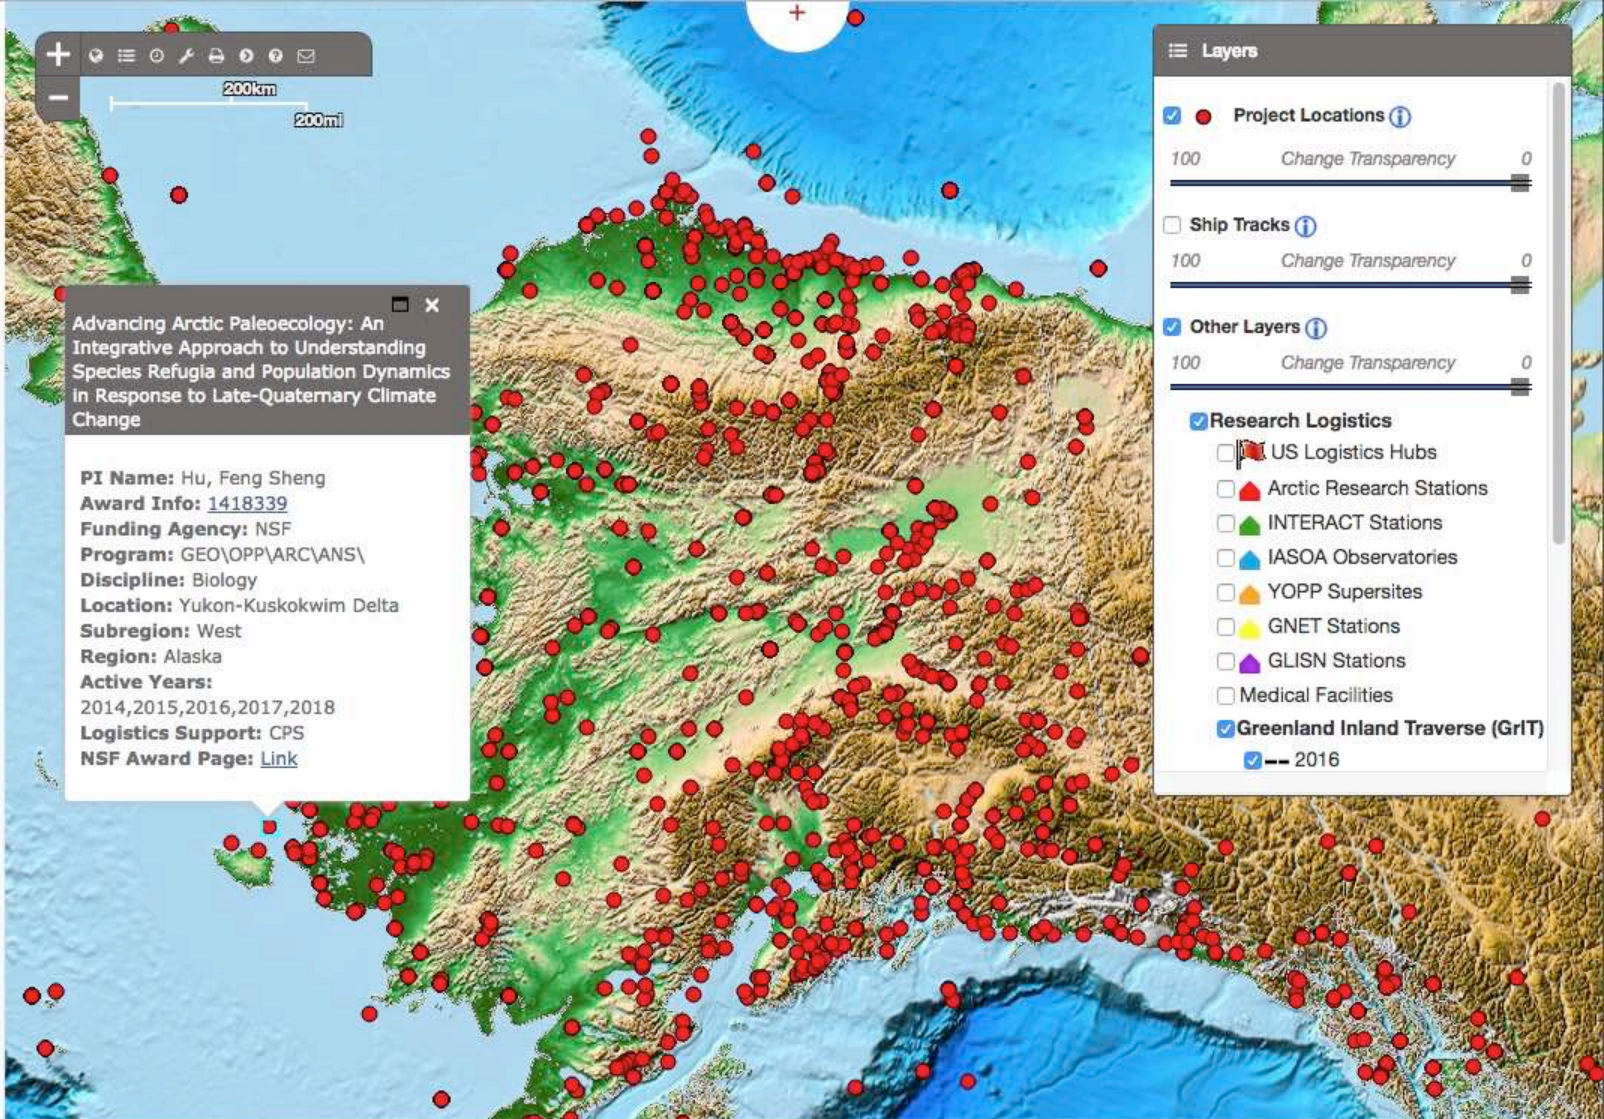 200km
200mi
Advancing Arctic Paleoecology: An
Integrative Approach to Understanding
Species Refugia and Population Dynamics
in Response to Late-Quaternary Climate
Change
PI Name: Hu, Feng Sheng
Award Info: 1418339
Funding Agency: NSF
Program: GEO\OPP\ARC\ANS\
Discipline: Biology
Location: Yukon-Kuskokwim Delta
Subregion: West
Region: Alaska
Active Years:
2014,2015,2016,2017,2018
Logistics Support: CPS
NSF Award Page: Link
Layers
Project Locations
100 Change Transparency 0
Ship Tracks
100 Change Transparency 0
Other Layers
100 Change Transparency 0
Research Logistics
US Logistics Hubs
Arctic Research Stations
INTERACT Stations
IASOA Observatories
YOPP Supersites
GNET Stations
GLISN Stations
Medical Facilities
Greenland Inland Traverse (GrIT)
2016